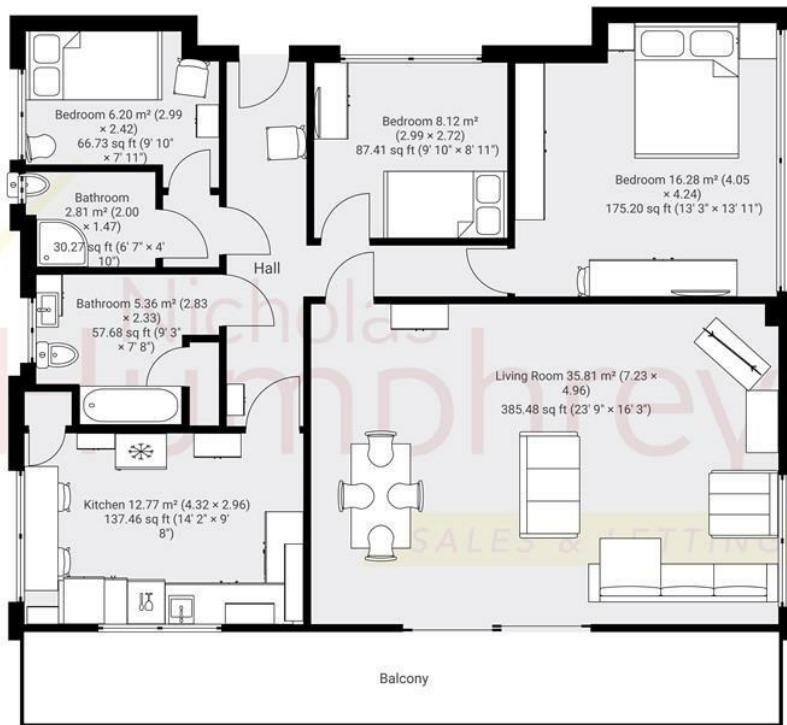 Bedroom 6.20 m² (2.99
× 2.42)
66.73 sq ft (9' 10"
× 7' 11")
Bedroom 8.12 m²
(2.99 × 2.72)
87.41 sq ft (9' 10" × 8' 11")
Bedroom 16.28 m² (4.05
× 4.24)
175.20 sq ft (13' 3" × 13' 11")
Bathroom
2.81 m² (2.00
× 1.47)
30.27 sq ft (6' 7" × 4'
10")
Hall
Bathroom 5.36 m² (2.83
× 2.33)
57.68 sq ft (9' 3"
× 7' 8")
Nicholas
Humphrey
Living Room 35.81 m² (7.23 ×
4.96)
385.48 sq ft (23' 9" × 16' 3")
Kitchen 12.77 m² (4.32 × 2.96)
137.46 sq ft (14' 2" × 9'
8")
SALES & LETTING
Balcony